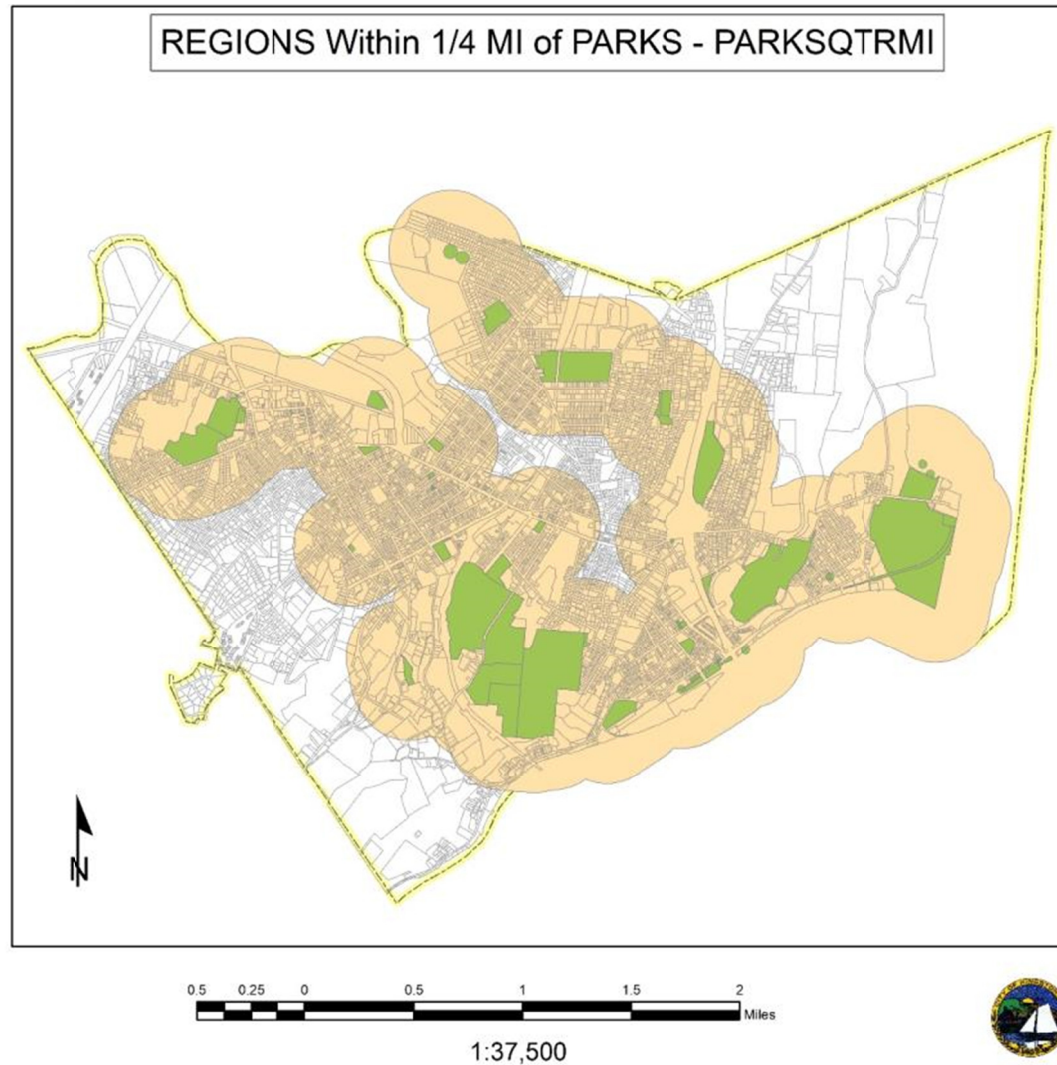 REGIONS Within 1/4 MI of PARKS - PARKSQTRMI
N
0.5 0.25 0 0.5 1 1.5 2
Miles
1:37,500